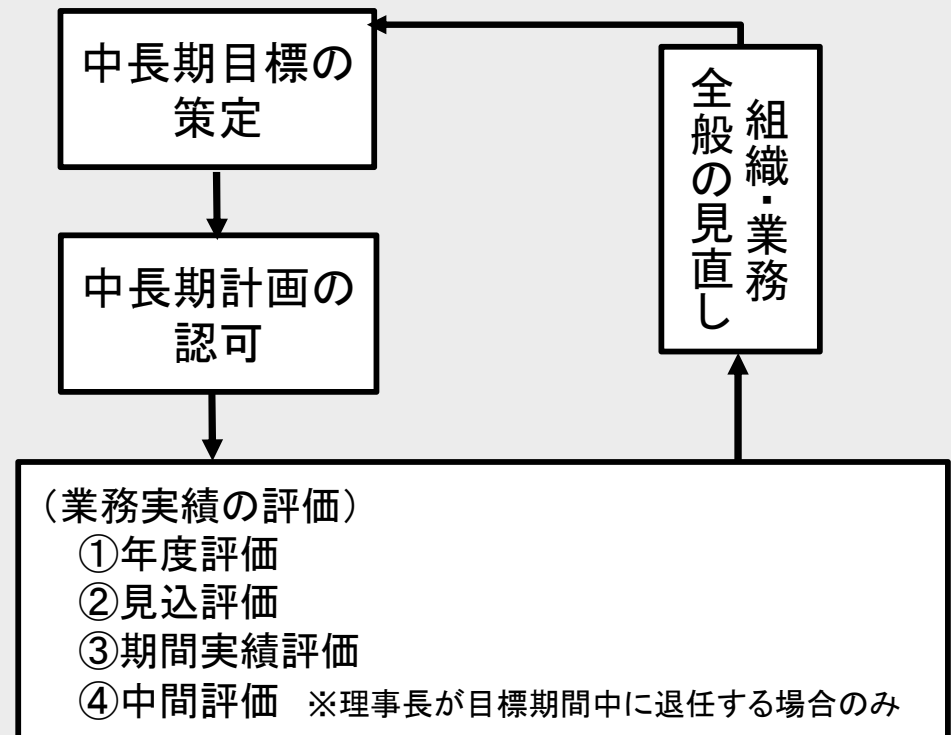 中長期目標の
策定
中長期計画の
認可
組織・業務
全般の見直し
（業務実績の評価）
①年度評価
②見込評価
③期間実績評価
④中間評価　※理事長が目標期間中に退任する場合のみ